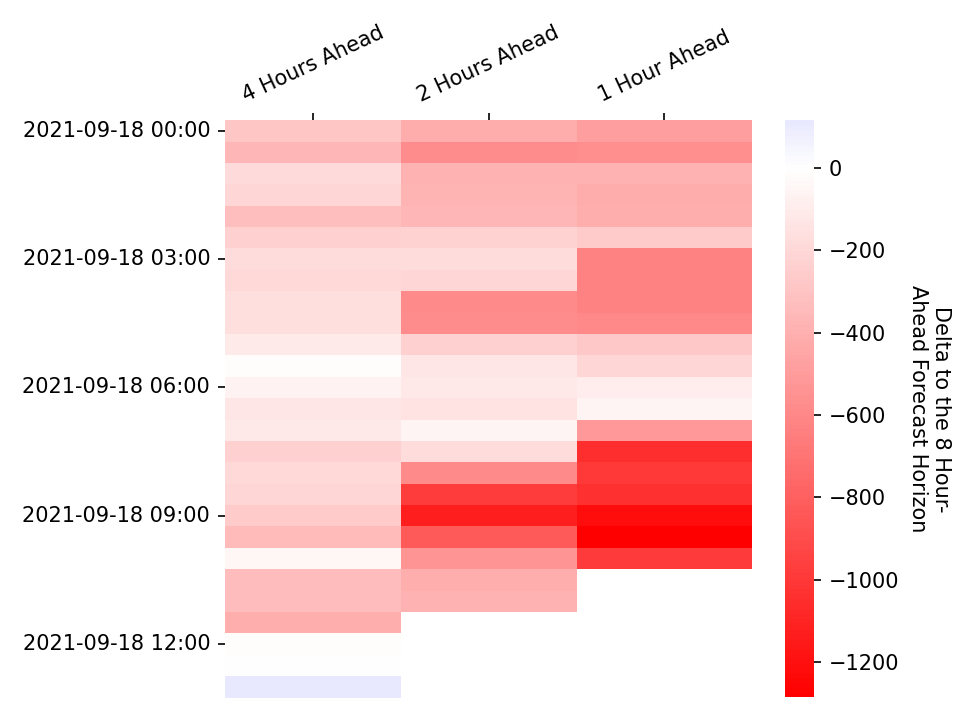 4 Hours Ahead
2 Hours Ahead
1 Hour Ahead
2021-09-18 00:00
2021-09-18 03:00
2021-09-18 06:00
2021-09-18 09:00
2021-09-18 12:00
0
−200
−400
−600
−800
−1000
−1200
Delta to the 8 Hour-
Ahead Forecast Horizon